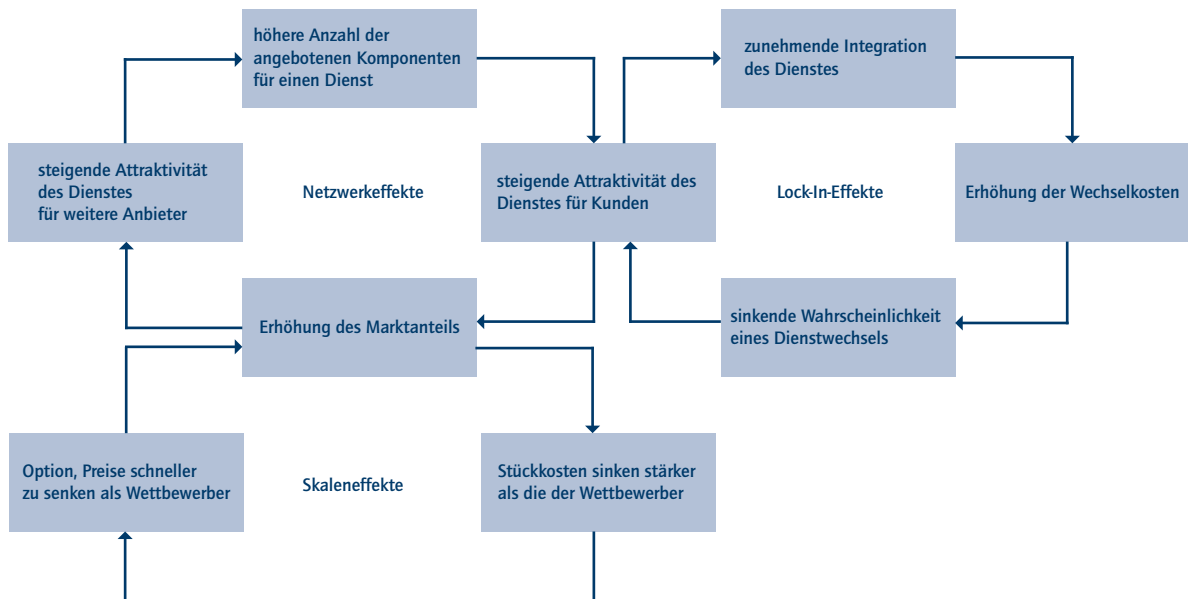 höhere Anzahl der
angebotenen Komponenten
für einen Dienst
zunehmende Integration
des Dienstes
steigende Attraktivität
des Dienstes
für weitere Anbieter
Netzwerkeffekte
steigende Attraktivität des
Dienstes für Kunden
Lock-In-Effekte
Erhöhung der Wechselkosten
Erhöhung des Marktanteils
sinkende Wahrscheinlichkeit
eines Dienstwechsels
Option, Preise schneller
zu senken als Wettbewerber
Skaleneffekte
Stückkosten sinken stärker
als die der Wettbewerber